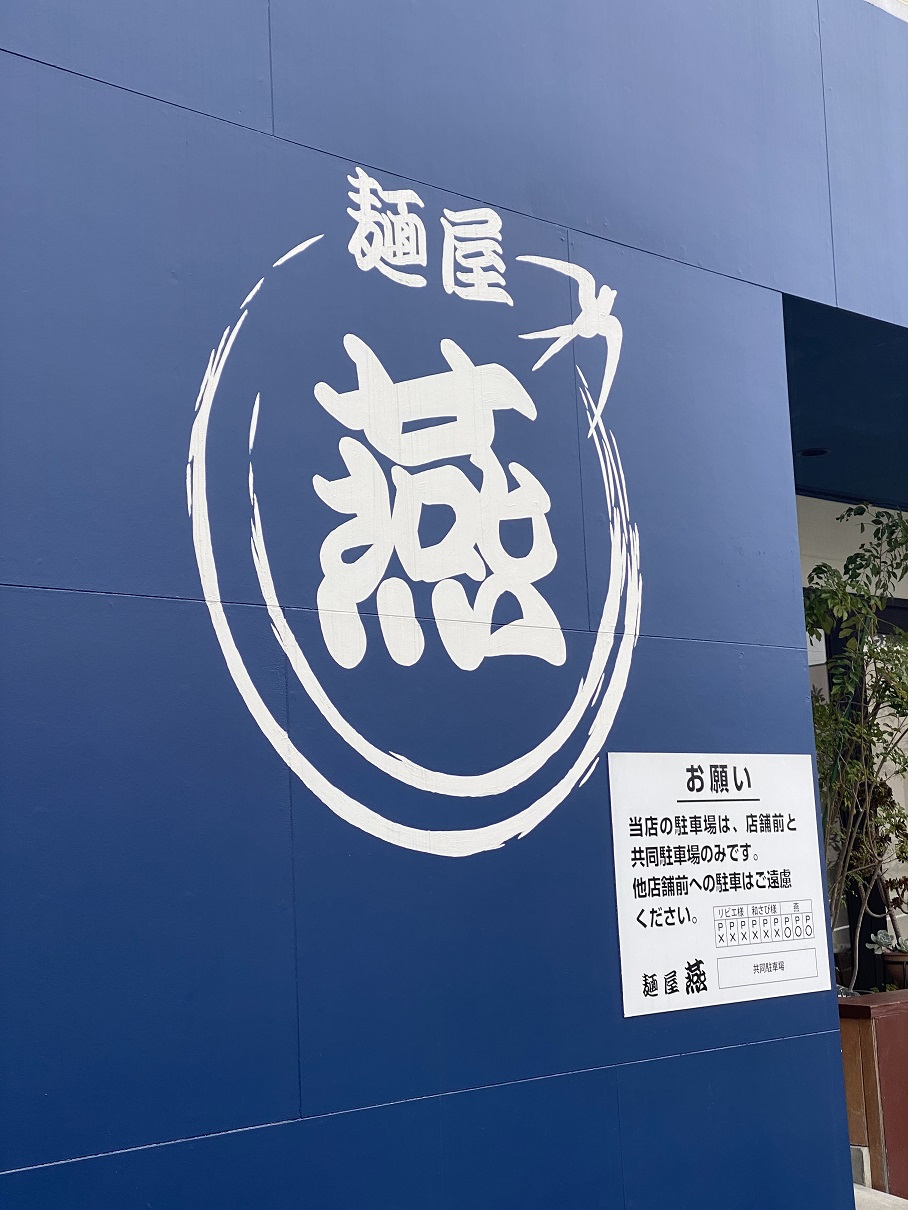 麺屋
燕
お願い
当店の駐車場は、店舗前と
共同駐車場のみです。
他店舗前への駐車はご遠慮
ください。
リビエ様 和さび様 燕
P P P P P P P P P
X X X X X X O O O
共同駐車場
麺屋 燕